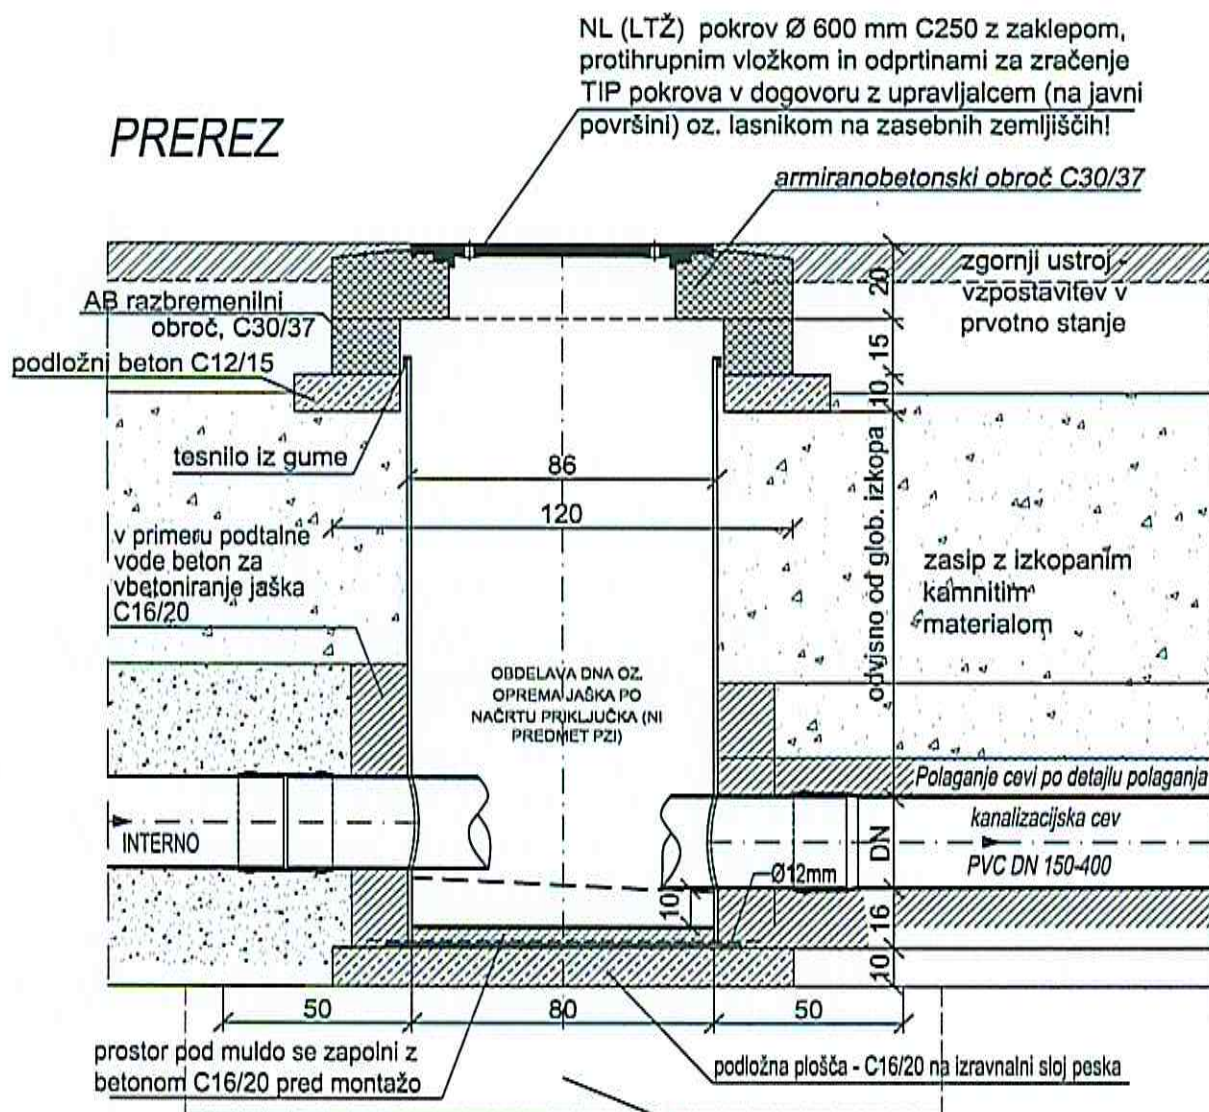 NL (LTŽ) pokrov Ø 600 mm C250 z zaklepom,
protihrupnim vložkom in odprtinami za zračenje
TIP pokrova v dogovoru z upravljalcem (na javni
površini) oz. lasnikom na zasebnih zemljiščih!
PREREZ
armiranobetonski obroč C30/37
zgornji ustroj -
vzpostavitev v
prvotno stanje
20
AB razbremenilni
obroč, C30/37
15
podložni beton C12/15
10
tesnilo iz gume
86
120
odvisno od glob. izkopa
v primeru podtalne
vode beton za
vbetoniranje jaška
C16/20
zasip z izkopanim
kamnitim
materialom
OBDELAVA DNA OZ.
OPREMA JAŠKA PO
NAČRTU PRIKLJUČKA (NI
PREDMET PZI)
Polaganje cevi po detajlu polaganja
INTERNO
kanalizacijska cev
DN
PVC DN 150-400
Ø12mm
10
16
10
50
80
50
prostor pod muldo se zapolni z
betonom C16/20 pred montažo
podložna plošča - C16/20 na izravnalni sloj peska